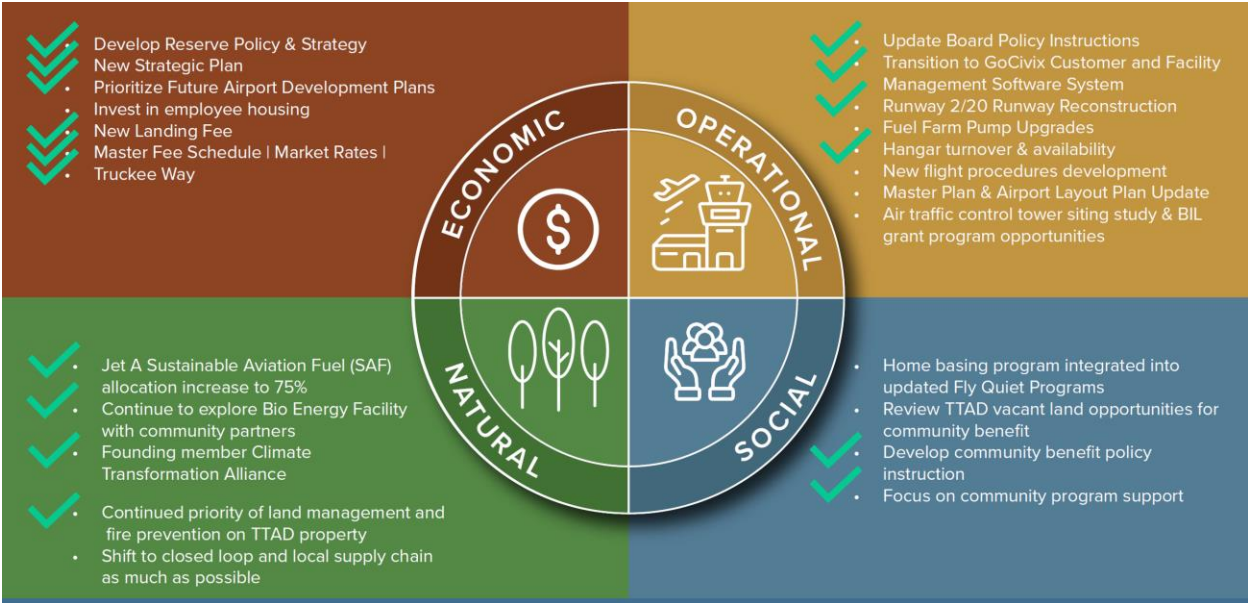 Develop Reserve Policy & Strategy
New Strategic Plan
Prioritize Future Airport Development Plans
Invest in employee housing
New Landing Fee
Master Fee Schedule | Market Rates |
Truckee Way
ECONOMIC
$
OPERATIONAL
Update Board Policy Instructions
Transition to GoCivix Customer and Facility
Management Software System
Runway 2/20 Runway Reconstruction
Fuel Farm Pump Upgrades
Hangar turnover & availability
New flight procedures development
Master Plan & Airport Layout Plan Update
Air traffic control tower siting study & BIL
grant program opportunities
Jet A Sustainable Aviation Fuel (SAF)
allocation increase to 75%
Continue to explore Bio Energy Facility
with community partners
Founding member Climate
Transformation Alliance
Continued priority of land management and
fire prevention on TTAD property
Shift to closed loop and local supply chain
as much as possible
NATURAL
SOCIAL
Home basing program integrated into
updated Fly Quiet Programs
Review TTAD vacant land opportunities for
community benefit
Develop community benefit policy
instruction
Focus on community program support